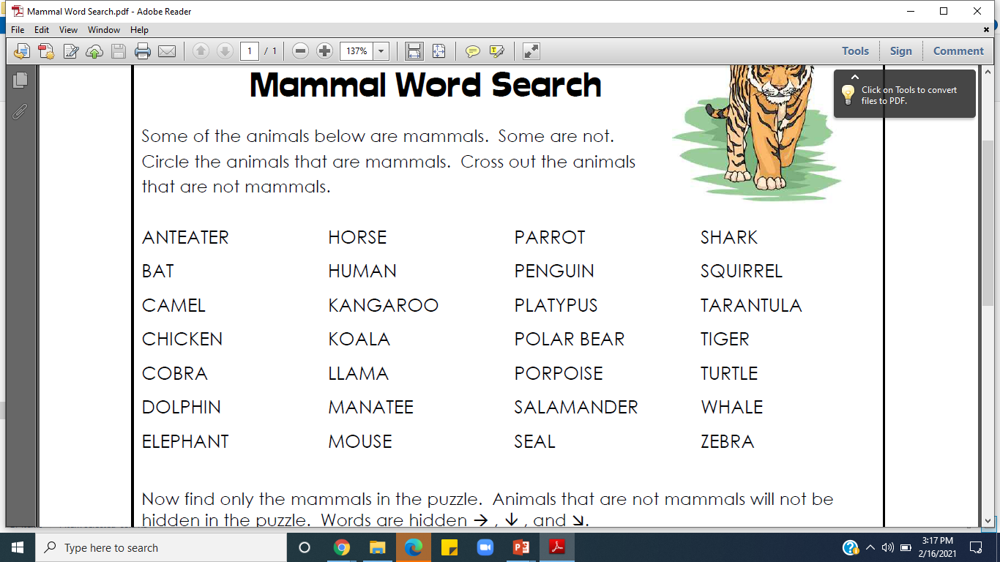 Mammal Word Search.pdf - Adobe Reader
File Edit View Window Help
1 / 1 137% Tools Sign Comment
Click on Tools to convert
files to PDF.
Mammal Word Search
Some of the animals below are mammals. Some are not.
Circle the animals that are mammals. Cross out the animals
that are not mammals.
ANTEATER HORSE PARROT SHARK
BAT HUMAN PENGUIN SQUIRREL
CAMEL KANGAROO PLATYPUS TARANTULA
CHICKEN KOALA POLAR BEAR TIGER
COBRA LLAMA PORPOISE TURTLE
DOLPHIN MANATEE SALAMANDER WHALE
ELEPHANT MOUSE SEAL ZEBRA
Now find only the mammals in the puzzle. Animals that are not mammals will not be
hidden in the puzzle. Words are hidden → , ↓ , and ↘.
Type here to search
3:17 PM
2/16/2021